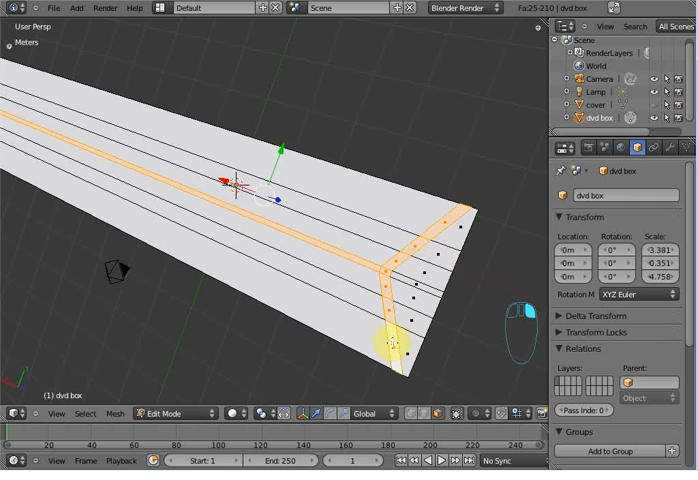 File Add Render Help Default Scene Blender Render Fa:25-210 | dvd box
User Persp
Meters
View Search All Scenes
Scene
RenderLayers
World
Camera
Lamp
cover
dvd box
dvd box
dvd box
Transform
Location: Rotation: Scale:
0m 0° -3.381
0m 0° -0.351
0m 0° -4.758
Rotation M XYZ Euler
Delta Transform
Transform Locks
Relations
Layers: Parent:
Object
Pass Inde: 0
Groups
Add to Group
(1) dvd box
View Select Mesh Edit Mode Global
20 40 60 80 100 120 140 160 180 200 220 240
View Frame Playback Start: 1 End: 250 1 No Sync